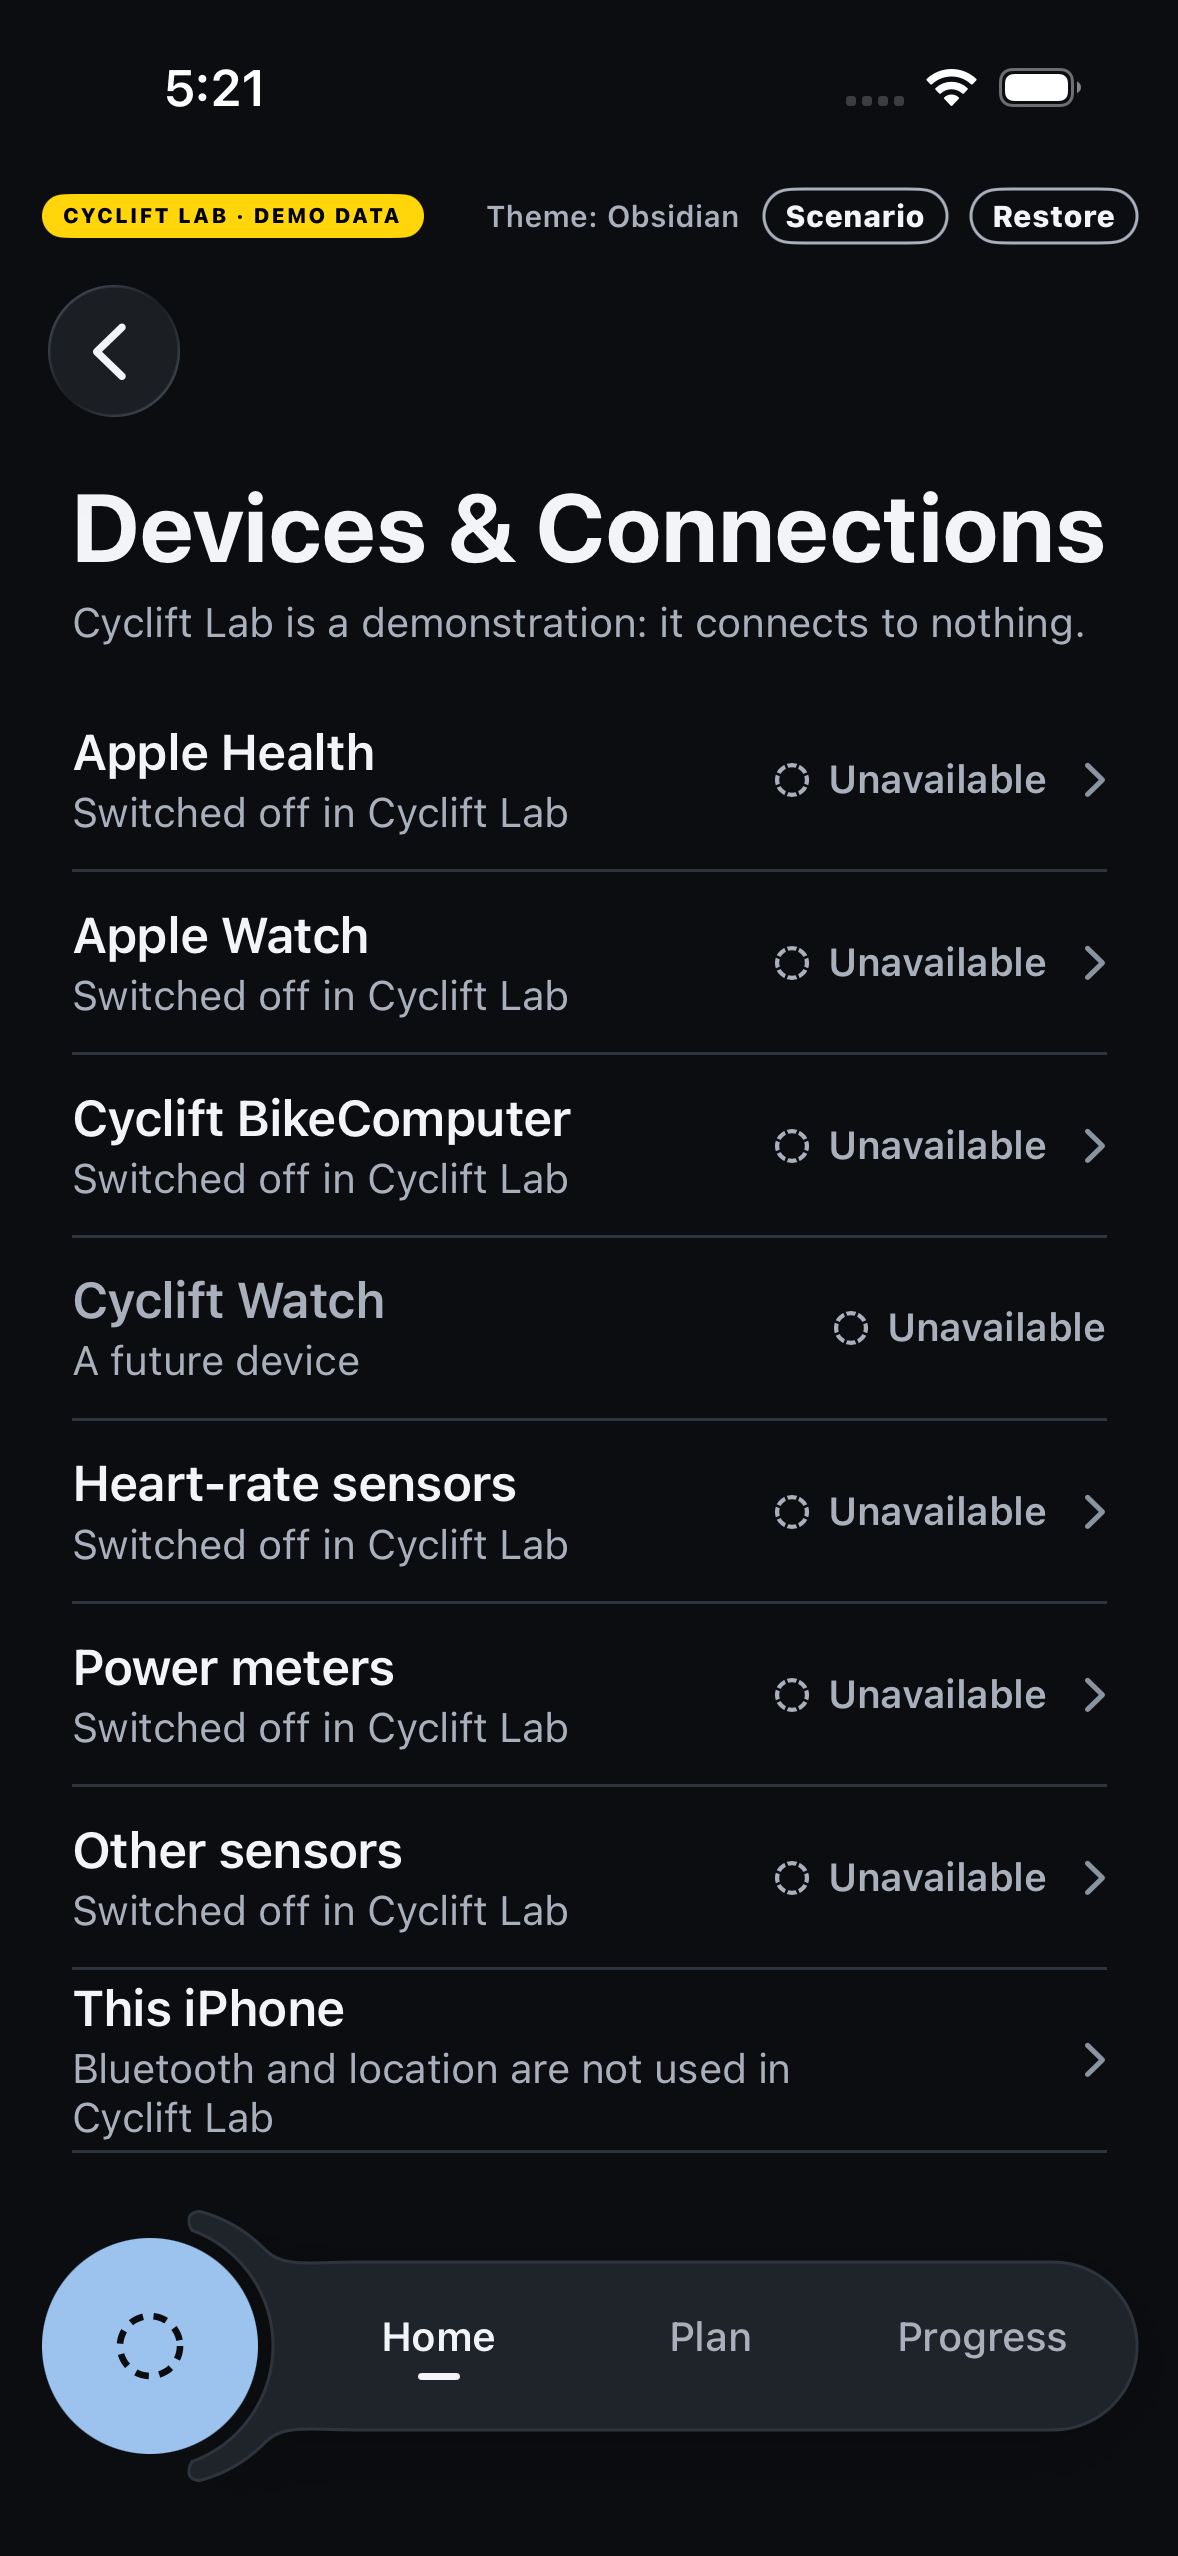 5:21
CYCLIFT LAB · DEMO DATA
Theme: Obsidian
Scenario
Restore
Devices & Connections
Cyclift Lab is a demonstration: it connects to nothing.
Apple Health
Switched off in Cyclift Lab
Unavailable
Apple Watch
Switched off in Cyclift Lab
Unavailable
Cyclift BikeComputer
Switched off in Cyclift Lab
Unavailable
Cyclift Watch
A future device
Unavailable
Heart-rate sensors
Switched off in Cyclift Lab
Unavailable
Power meters
Switched off in Cyclift Lab
Unavailable
Other sensors
Switched off in Cyclift Lab
Unavailable
This iPhone
Bluetooth and location are not used in
Cyclift Lab
Home
Plan
Progress